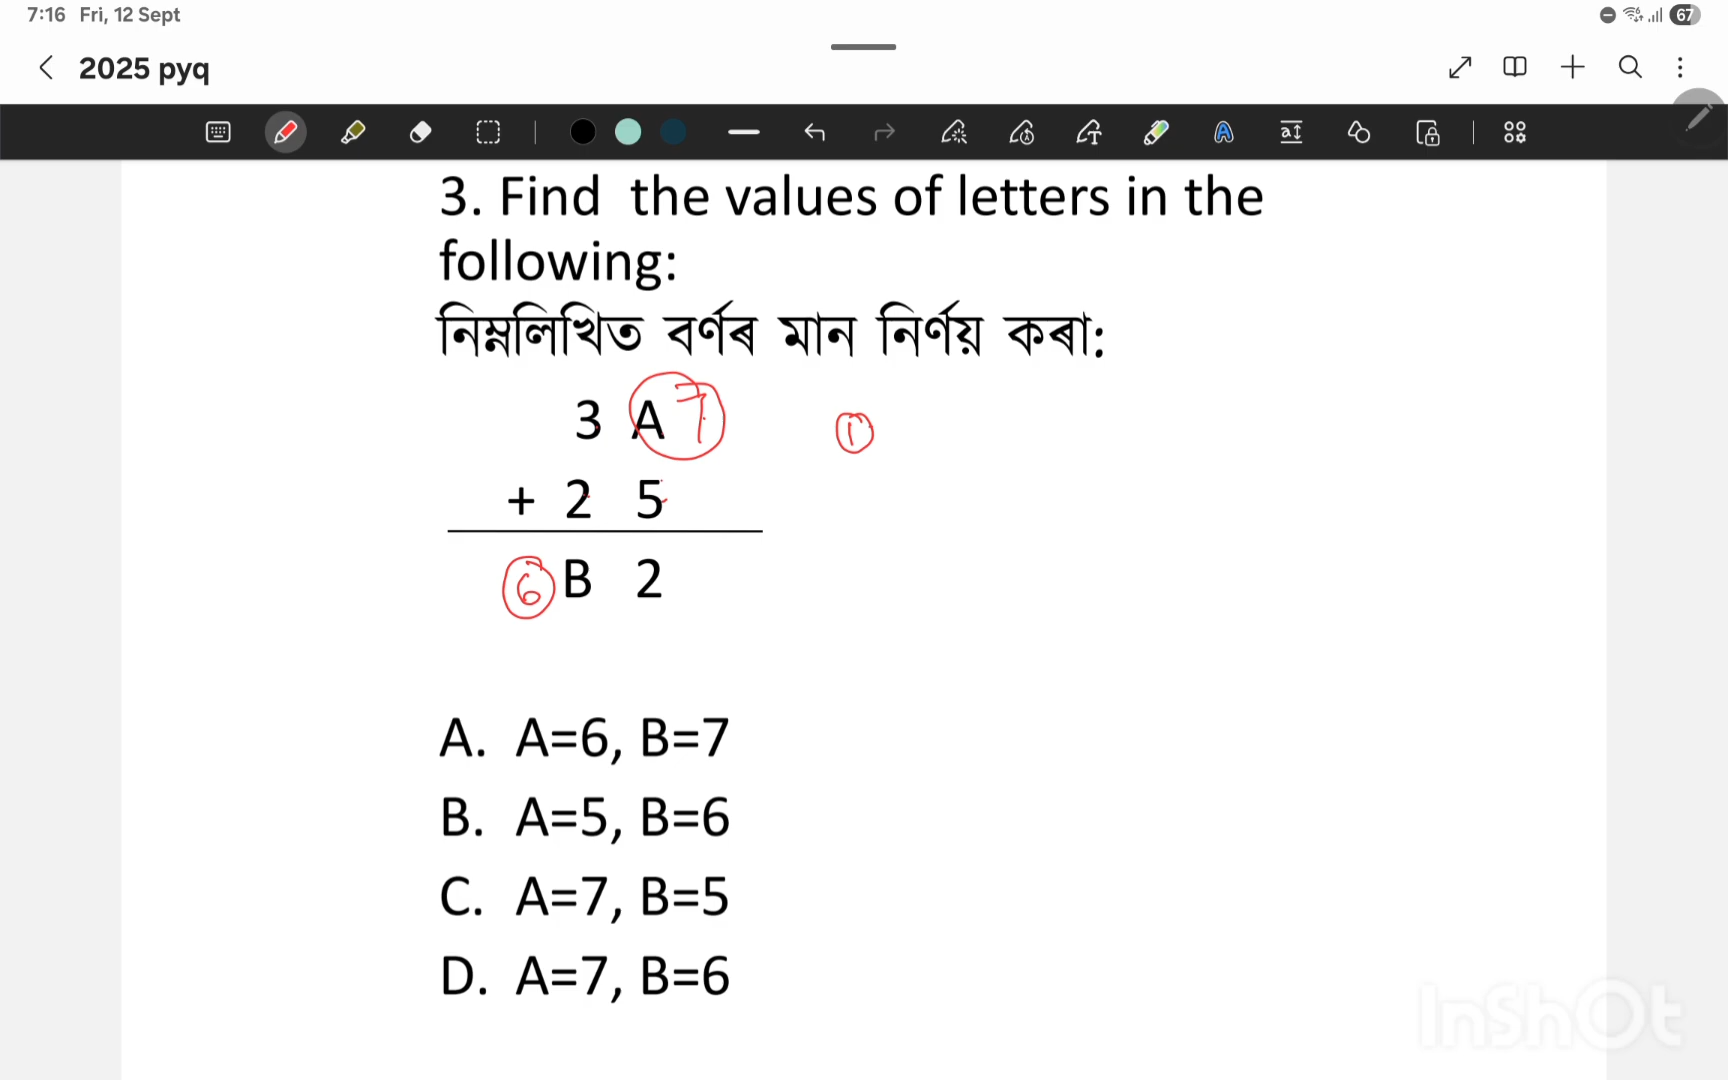 7:16 Fri, 12 Sept
67
2025 pyq
3. Find the values of letters in the
following:
নিম্নলিখিত বৰ্ণৰ মান নিৰ্ণয় কৰা:
3 A 7 1
+ 2 5
6 B 2
A. A=6, B=7
B. A=5, B=6
C. A=7, B=5
D. A=7, B=6
InShOt